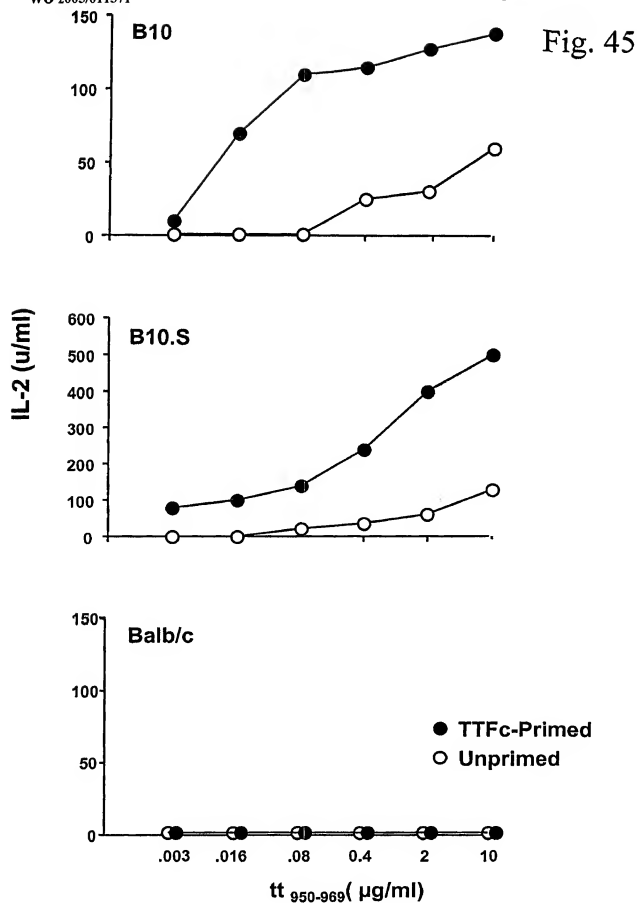 Fig. 45
B10
150
100
50
0
IL-2 (u/ml)
B10.S
600
500
400
300
200
100
0
Balb/c
150
100
50
0
TTFc-Primed
Unprimed
.003 .016 .08 0.4 2 10
tt 950-969( µg/ml)